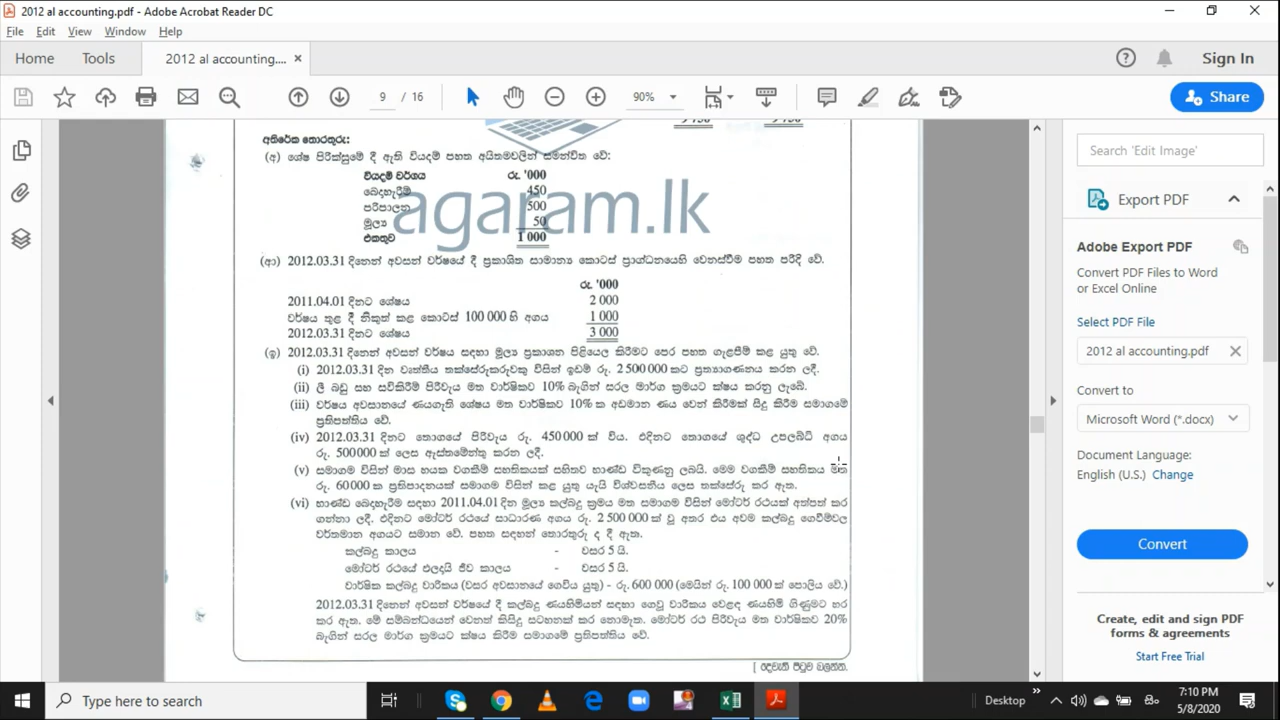 2012 al accounting.pdf - Adobe Acrobat Reader DC
File Edit View Window Help
Home Tools 2012 al accounting.... × Sign In
9 / 16 90% Share
අතිරේක තොරතුරු:
(අ) ශේෂ පිරික්සුමේ දී ඇති වියදම් පහත අයිතමවලින් සමන්විත වේ:
වියදම් වර්ගය රු. '000
බෙදාහැරීම් 450
පරිපාලන 500
මූල්‍ය 50
එකතුව 1 000
agaram.lk
(ආ) 2012.03.31 දිනෙන් අවසන් වර්ෂයේ දී ප්‍රකාශිත සාමාන්‍ය කොටස් ප්‍රාග්ධනයෙහි වෙනස්වීම පහත පරිදි වේ.
රු. '000
2011.04.01 දිනට ශේෂය 2 000
වර්ෂය තුළ දී නිකුත් කළ කොටස් 100 000 හි අගය 1 000
2012.03.31 දිනට ශේෂය 3 000
(ඉ) 2012.03.31 දිනෙන් අවසන් වර්ෂය සඳහා මූල්‍ය ප්‍රකාශන පිළියෙල කිරීමට පෙර පහත ගැළපීම් කළ යුතු වේ.
(i) 2012.03.31 දින වෘත්තීය තක්සේරුකරුවකු විසින් ඉඩම් රු. 2 500 000කට ප්‍රත්‍යාගණනය කරන ලදී.
(ii) ලී බඩු සහ සවිකිරීම් පිරිවැය මත වාර්ෂිකව 10% බැගින් සරල මාර්ග ක්‍රමයට ක්ෂය කරනු ලැබේ.
(iii) වර්ෂය අවසානයේ ණයගැති ශේෂය මත වාර්ෂිකව 10% ක අඩමාන ණය වෙන් කිරීමක් සිදු කිරීම සමාගමේ
ප්‍රතිපත්තිය වේ.
(iv) 2012.03.31 දිනට තොගයේ පිරිවැය රු. 450 000 ක් විය. එදිනට තොගයේ ශුද්ධ උපලබ්ධි අගය
රු. 500 000 ක් ලෙස ඇස්තමේන්තු කරන ලදී.
(v) සමාගම විසින් මාස හයක වගකීම් සහතිකයක් සහිතව භාණ්ඩ විකුණනු ලබයි. මෙම වගකීම් සහතිකය මත
රු. 60 000 ක ප්‍රතිපාදනයක් සමාගම විසින් කළ යුතු යැයි විශ්වසනීය ලෙස තක්සේරු කර ඇත.
(vi) භාණ්ඩ බෙදාහැරීම සඳහා 2011.04.01 දින මූල්‍ය කල්බදු ක්‍රමය මත සමාගම විසින් මෝටර් රථයක් අත්පත් කර
ගන්නා ලදී. එදිනට මෝටර් රථයේ සාධාරණ අගය රු. 2 500 000 ක් වූ අතර එය අවම කල්බදු ගෙවීම්වල
වර්තමාන අගයට සමාන වේ. පහත සඳහන් තොරතුරු ද දී ඇත.
කල්බදු කාලය - වසර 5 යි.
මෝටර් රථයේ ඵලදායි ජීව කාලය - වසර 5 යි.
වාර්ෂික කල්බදු වාරිකය (වසර අවසානයේ ගෙවිය යුතු) - රු. 600 000 (මෙයින් රු. 100 000 ක් පොලිය වේ.)
2012.03.31 දිනෙන් අවසන් වර්ෂයේ දී කල්බදු ණයහිමියන් සඳහා ගෙවූ වාරිකය වෙළඳ ණයහිමි ගිණුමට හර
කර ඇත. මේ සම්බන්ධයෙන් වෙනත් කිසිදු සටහනක් කර නොමැත. මෝටර් රථ පිරිවැය මත වාර්ෂිකව 20%
බැගින් සරල මාර්ග ක්‍රමයට ක්ෂය කිරීම සමාගමේ ප්‍රතිපත්තිය වේ.
Search 'Edit Image'
Export PDF
Adobe Export PDF
Convert PDF Files to Word
or Excel Online
Select PDF File
2012 al accounting.pdf
Convert to
Microsoft Word (*.docx)
Document Language:
English (U.S.) Change
Convert
Create, edit and sign PDF
forms & agreements
Start Free Trial
Type here to search
Desktop
7:10 PM
5/8/2020